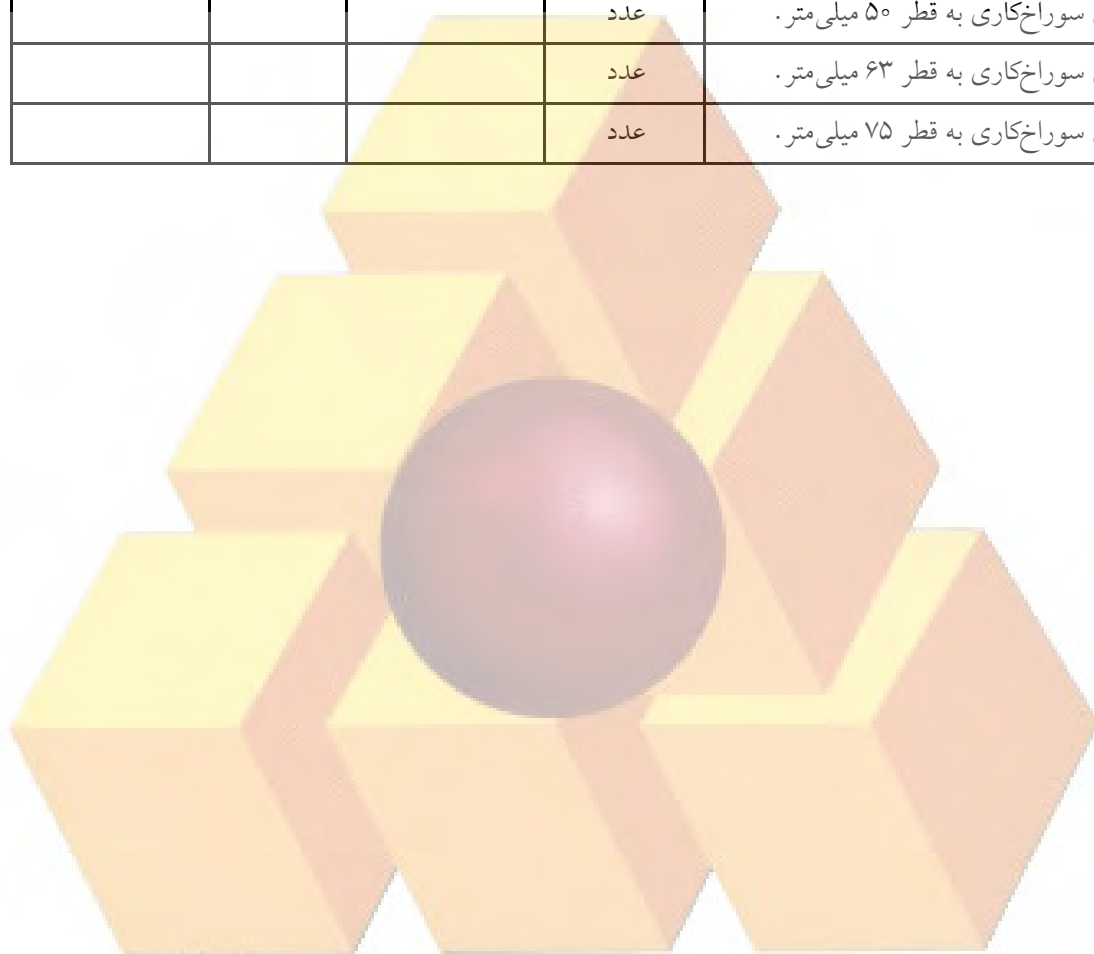 سوراخ‌کاری به قطر ۵۰ میلی‌متر. عدد
سوراخ‌کاری به قطر ۶۳ میلی‌متر. عدد
سوراخ‌کاری به قطر ۷۵ میلی‌متر. عدد